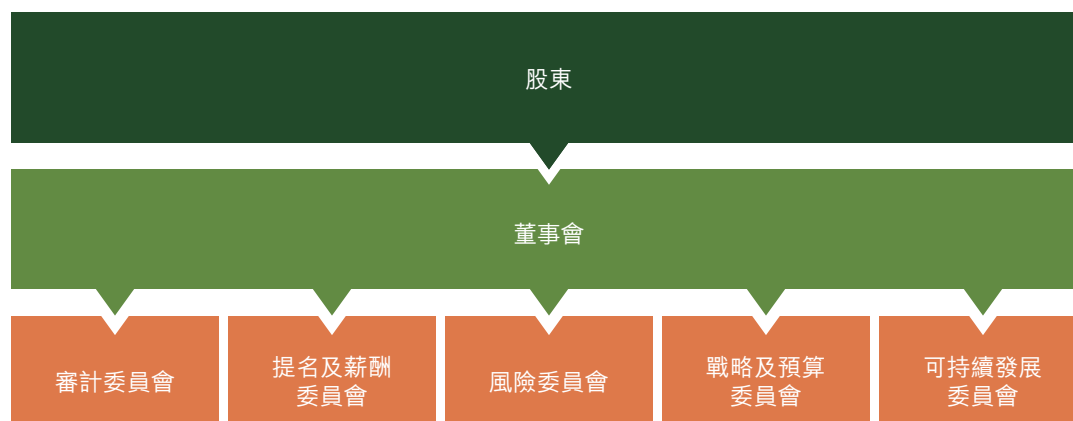 股東
董事會
審計委員會
提名及薪酬
委員會
風險委員會
戰略及預算
委員會
可持續發展
委員會